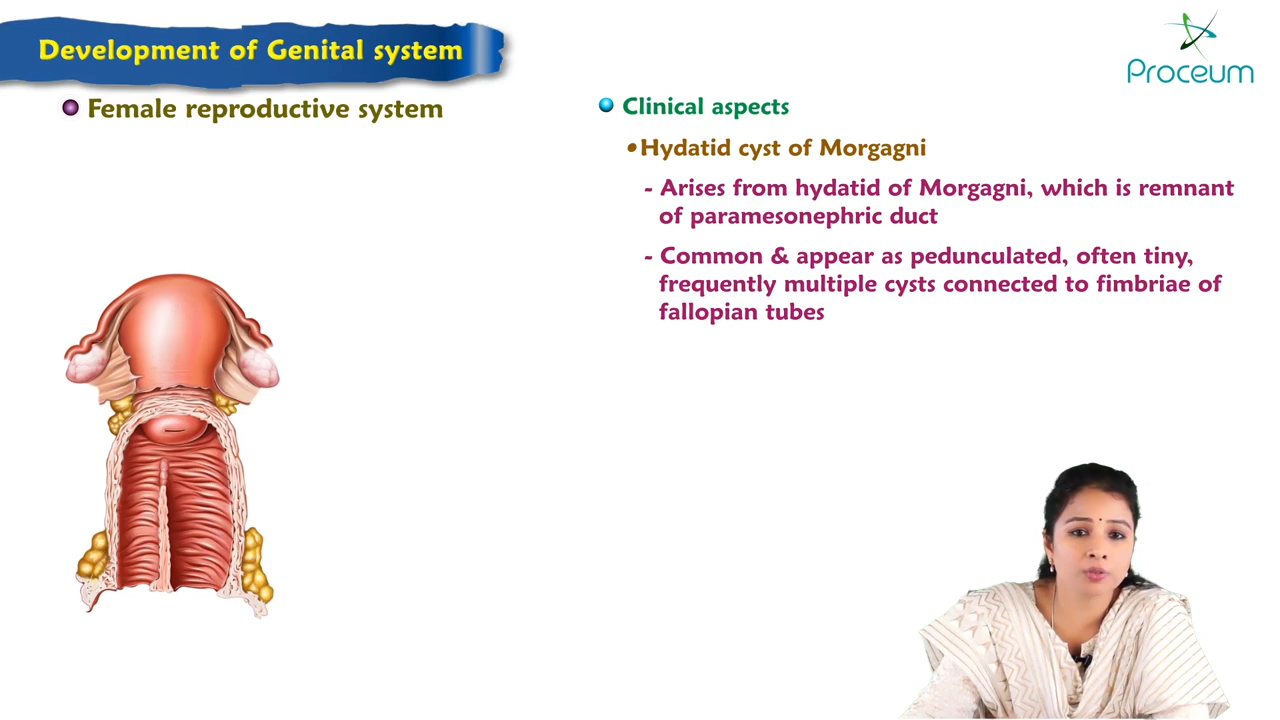 Development of Genital system
Proceum
Female reproductive system
Clinical aspects
•Hydatid cyst of Morgagni
- Arises from hydatid of Morgagni, which is remnant
of paramesonephric duct
- Common & appear as pedunculated, often tiny,
frequently multiple cysts connected to fimbriae of
fallopian tubes